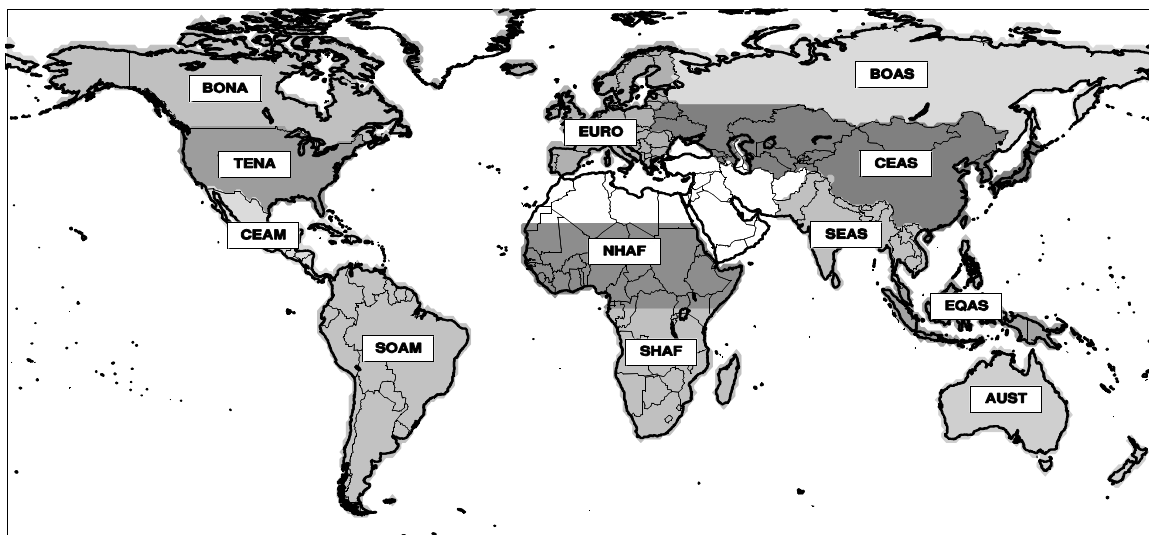 BONA
BOAS
EURO
TENA
CEAS
CEAM
SEAS
NHAF
EQAS
SOAM
SHAF
AUST